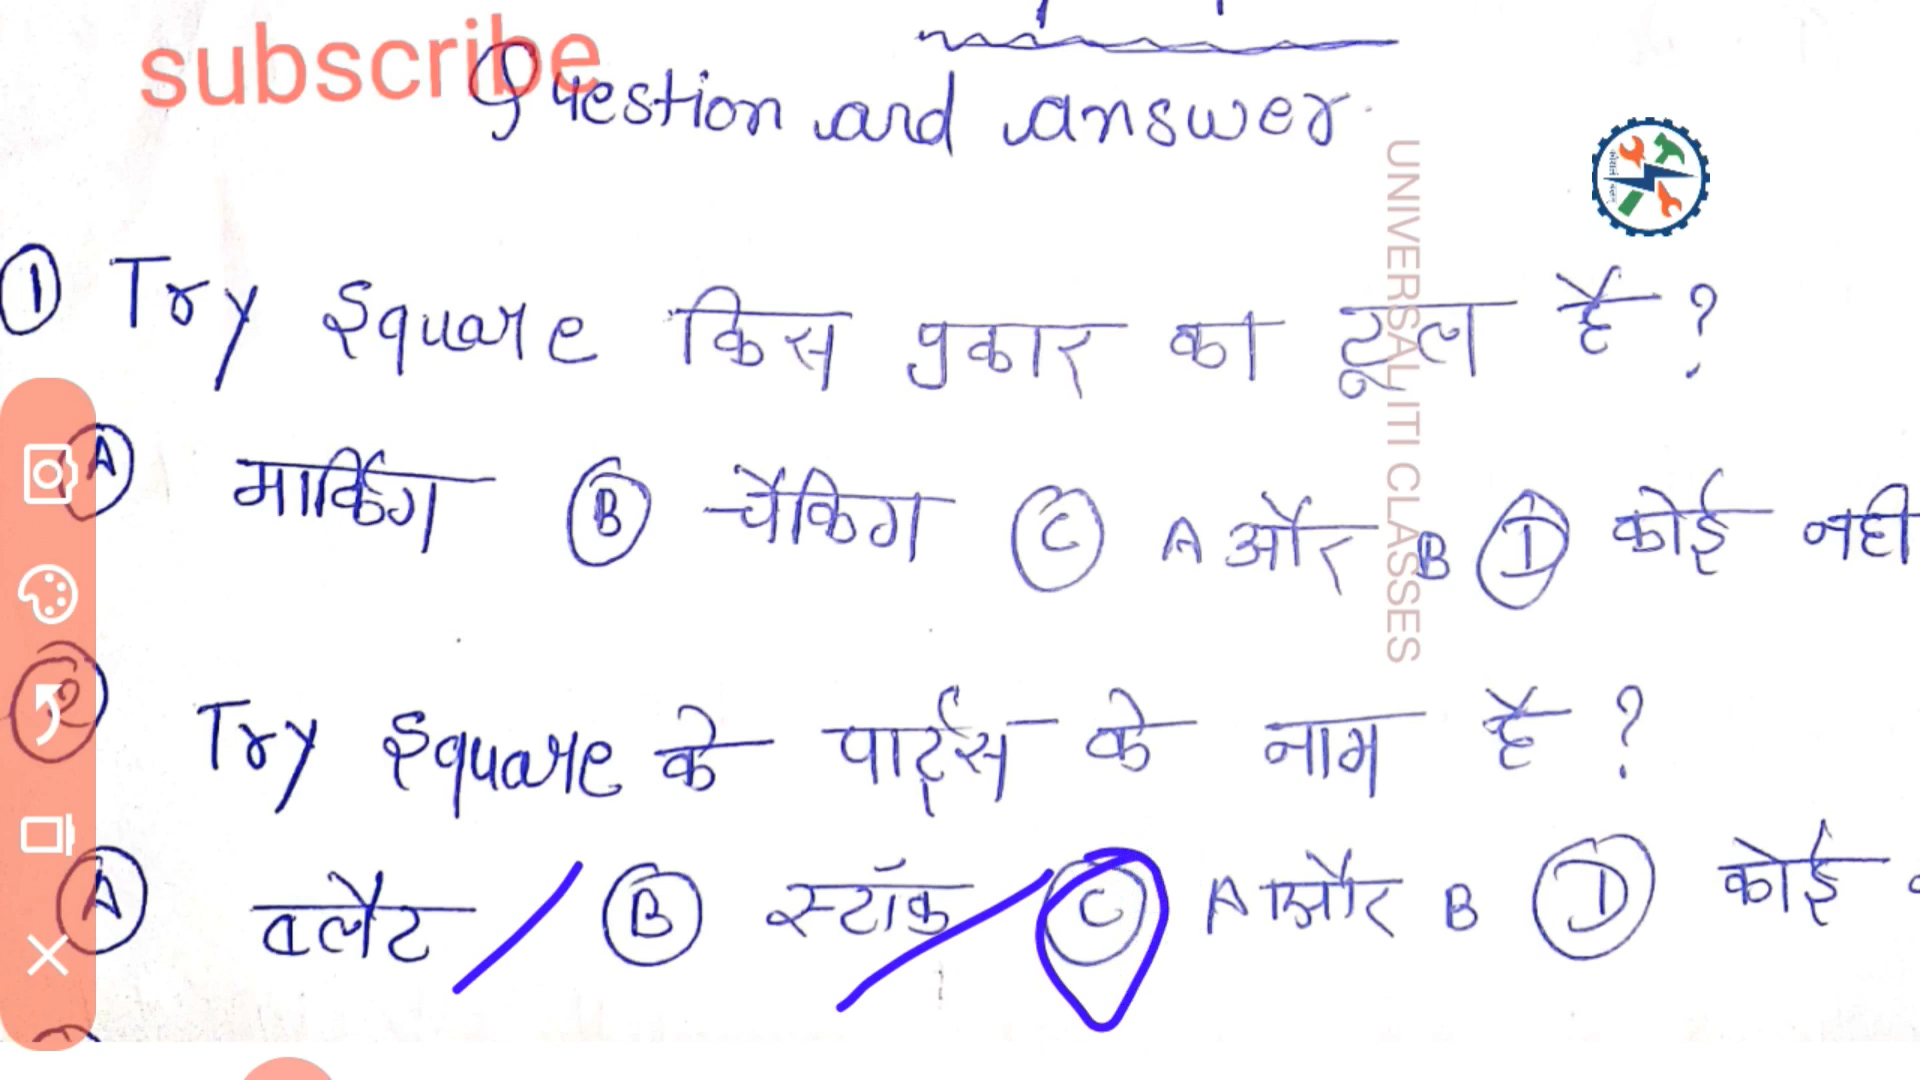 subscribe
Question and answer.
UNIVERSAL ITI CLASSES
① Try Square किस प्रकार का टूल है ?
Ⓐ मार्किंग Ⓑ चैकिंग Ⓒ A और B Ⓓ कोई नही
② Try Square के पार्ट्स के नाम है ?
Ⓐ ब्लैट Ⓑ स्टॉक Ⓒ A और B Ⓓ कोई